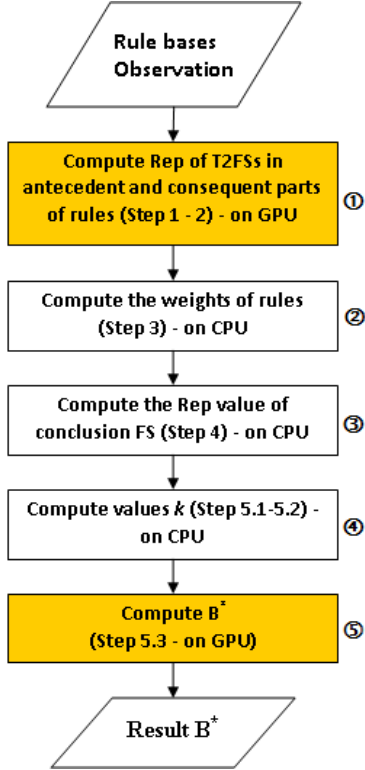 Rule bases
Observation
Compute Rep of T2FSs in
antecedent and consequent parts
of rules (Step 1 - 2) - on GPU
①
Compute the weights of rules
(Step 3) - on CPU
②
Compute the Rep value of
conclusion FS (Step 4) - on CPU
③
Compute values k (Step 5.1-5.2) -
on CPU
④
Compute B*
(Step 5.3 - on GPU)
⑤
Result B*